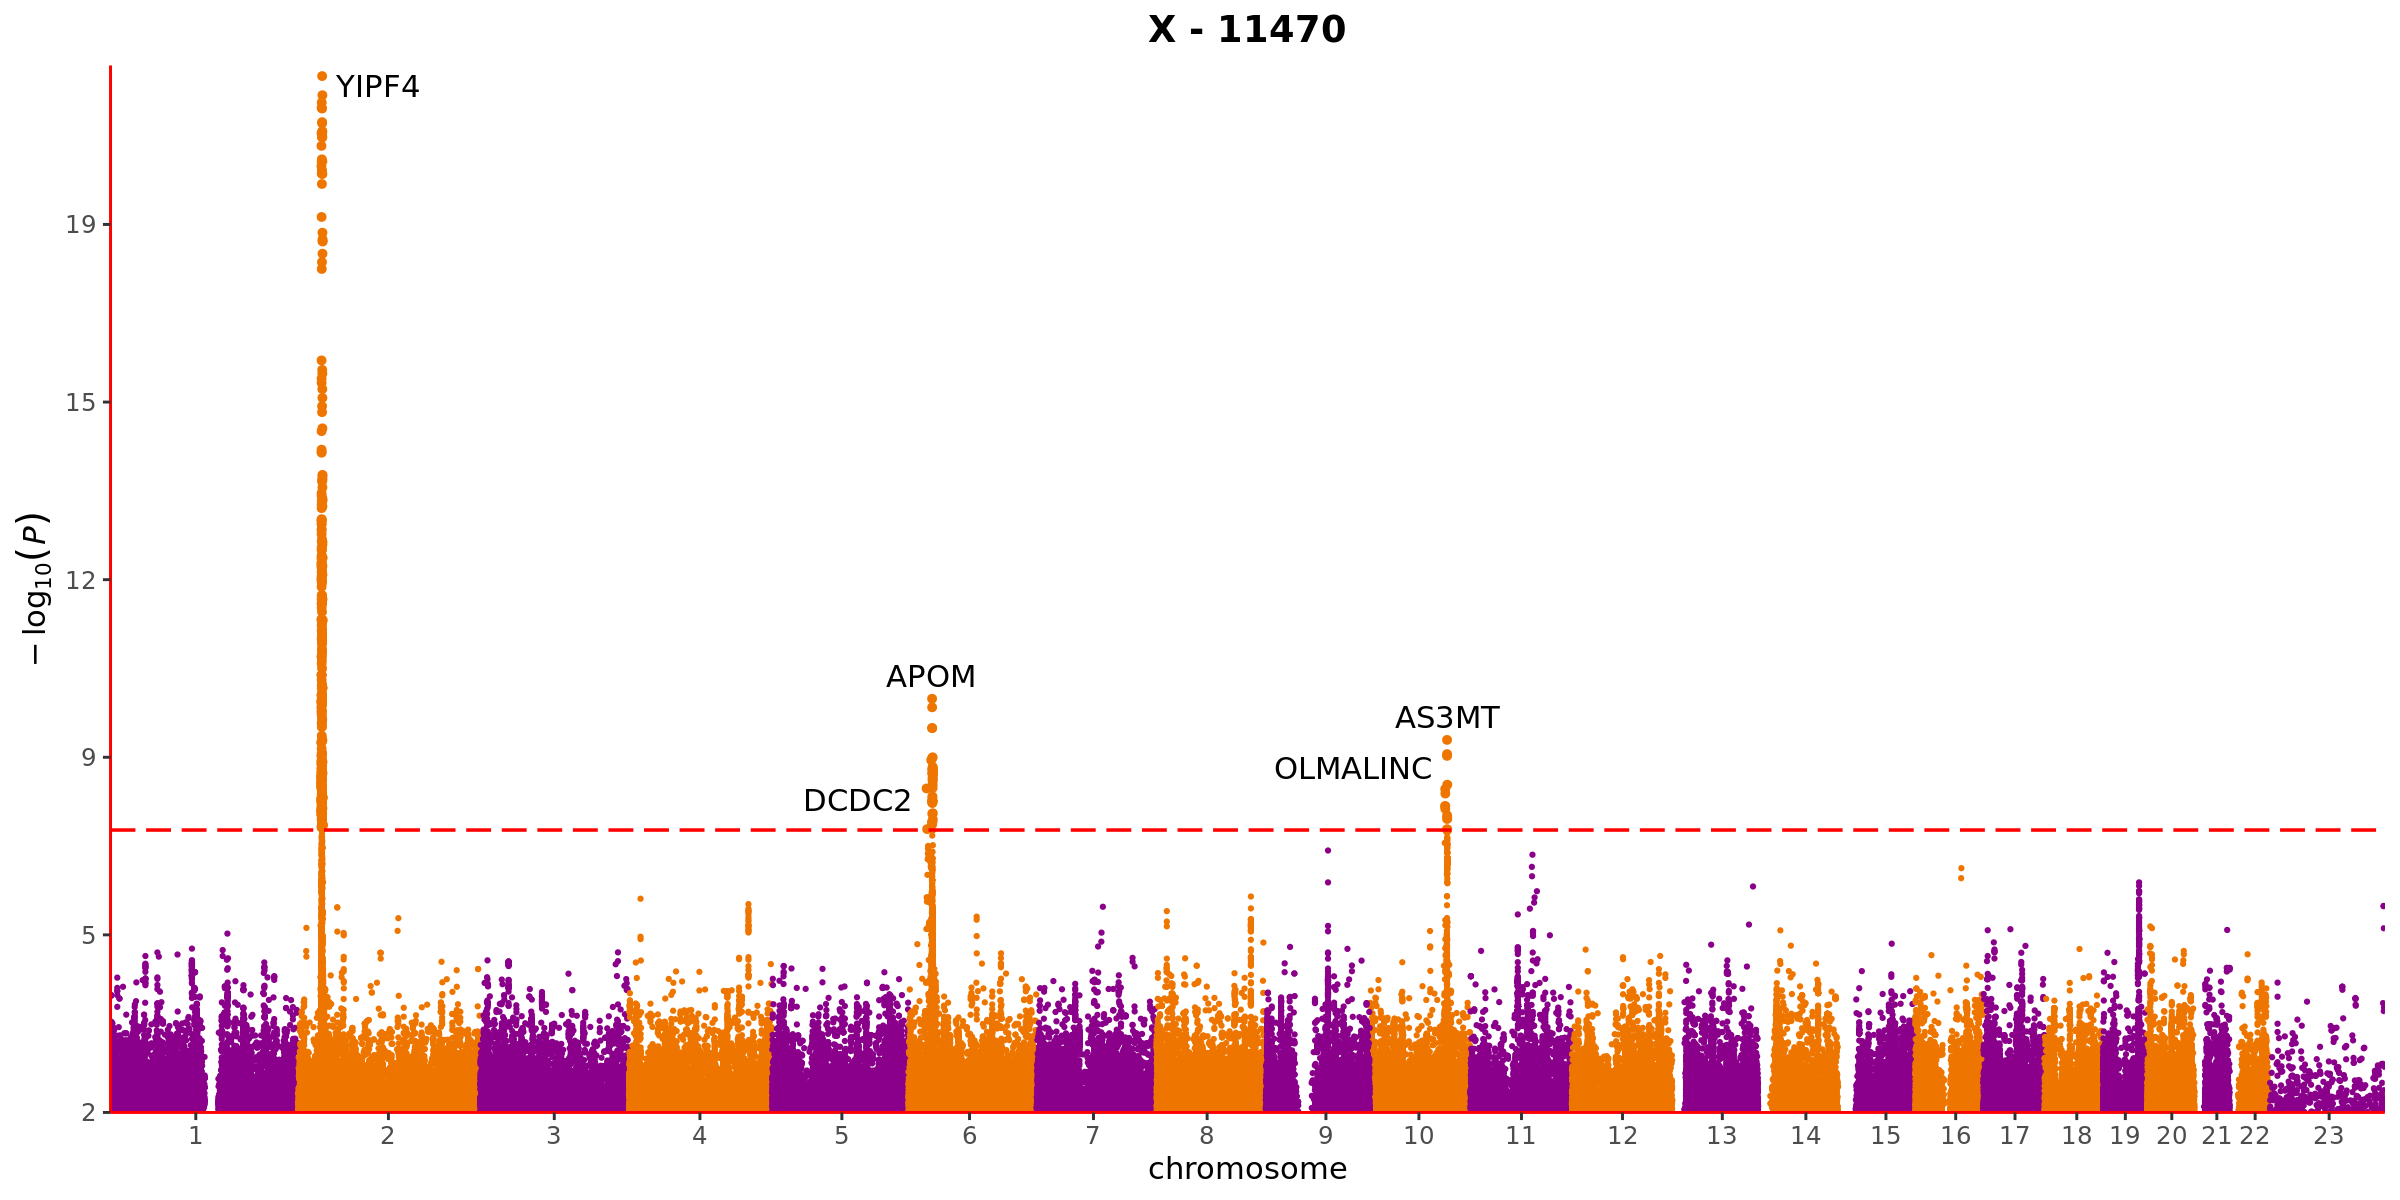 X - 11470
YIPF4
19
15
− log10(P)
12
APOM
AS3MT
9
OLMALINC
DCDC2
5
2
1 2 3 4 5 6 7 8 9 10 11 12 13 14 15 16 17 18 19 20 21 22 23
chromosome